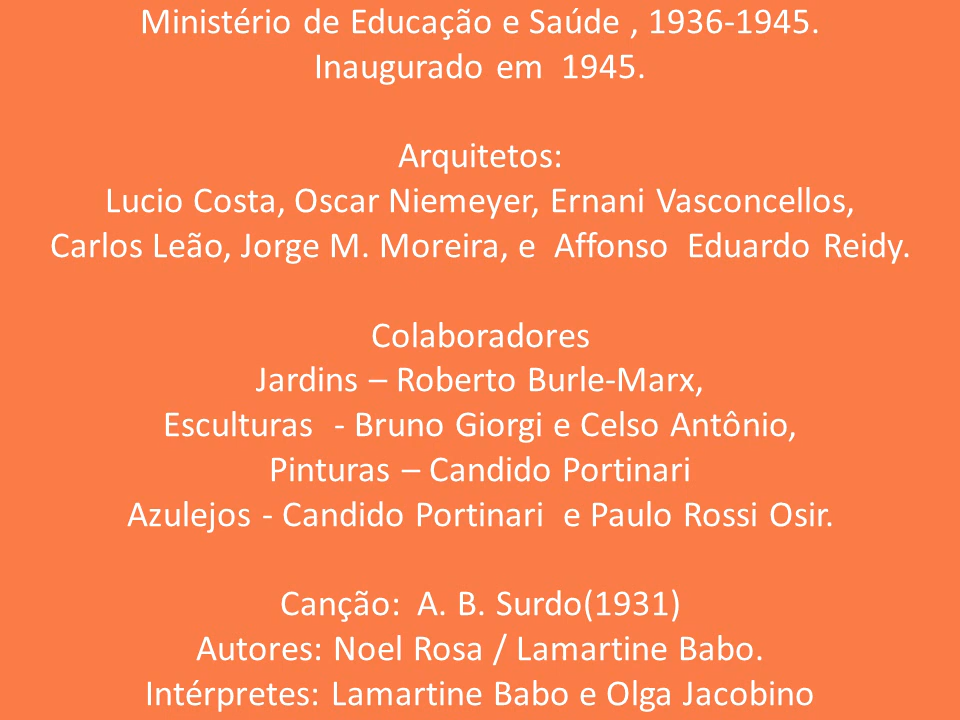 Ministério de Educação e Saúde , 1936-1945.
Inaugurado em 1945.
Arquitetos:
Lucio Costa, Oscar Niemeyer, Ernani Vasconcellos,
Carlos Leão, Jorge M. Moreira, e Affonso Eduardo Reidy.
Colaboradores
Jardins – Roberto Burle-Marx,
Esculturas - Bruno Giorgi e Celso Antônio,
Pinturas – Candido Portinari
Azulejos - Candido Portinari e Paulo Rossi Osir.
Canção: A. B. Surdo(1931)
Autores: Noel Rosa / Lamartine Babo.
Intérpretes: Lamartine Babo e Olga Jacobino